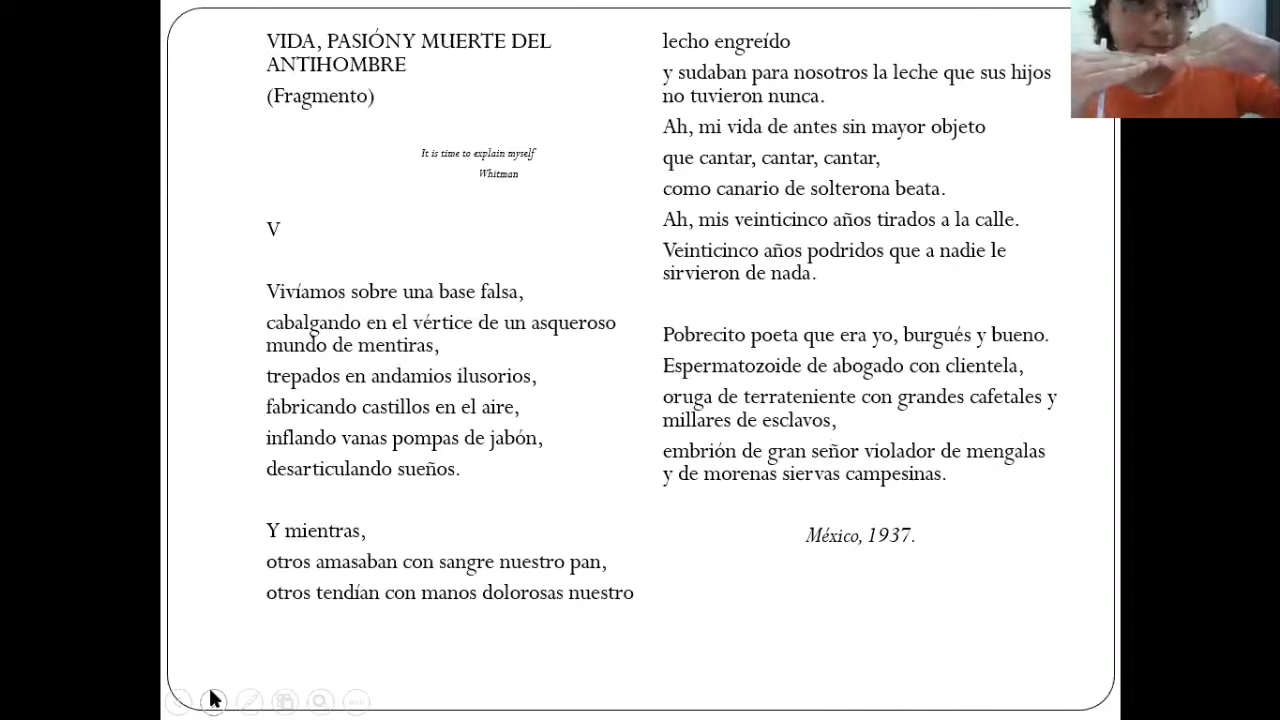 VIDA, PASIÓNY MUERTE DEL
ANTIHOMBRE
(Fragmento)
It is time to explain myself
Whitman
V
Vivíamos sobre una base falsa,
cabalgando en el vértice de un asqueroso
mundo de mentiras,
trepados en andamios ilusorios,
fabricando castillos en el aire,
inflando vanas pompas de jabón,
desarticulando sueños.
Y mientras,
otros amasaban con sangre nuestro pan,
otros tendían con manos dolorosas nuestro
lecho engreído
y sudaban para nosotros la leche que sus hijos
no tuvieron nunca.
Ah, mi vida de antes sin mayor objeto
que cantar, cantar, cantar,
como canario de solterona beata.
Ah, mis veinticinco años tirados a la calle.
Veinticinco años podridos que a nadie le
sirvieron de nada.
Pobrecito poeta que era yo, burgués y bueno.
Espermatozoide de abogado con clientela,
oruga de terrateniente con grandes cafetales y
millares de esclavos,
embrión de gran señor violador de mengalas
y de morenas siervas campesinas.
México, 1937.